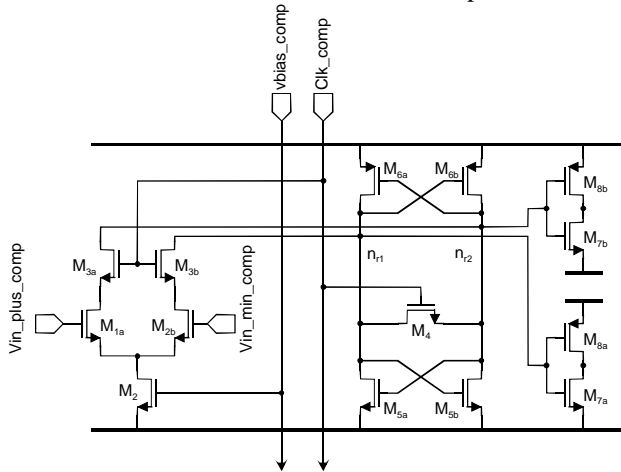 vbias_comp
Clk_comp
M6a
M6b
M8b
M7b
M3a
M3b
nr1
nr2
Vin_plus_comp
M1a
M2b
Vin_min_comp
M4
M8a
M2
M5a
M5b
M7a